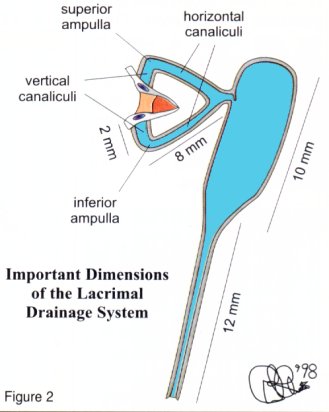 superior
ampulla
horizontal
canaliculi
vertical
canaliculi
2 mm
8 mm
10 mm
inferior
ampulla
Important Dimensions
of the Lacrimal
Drainage System
12 mm
'98
Figure 2